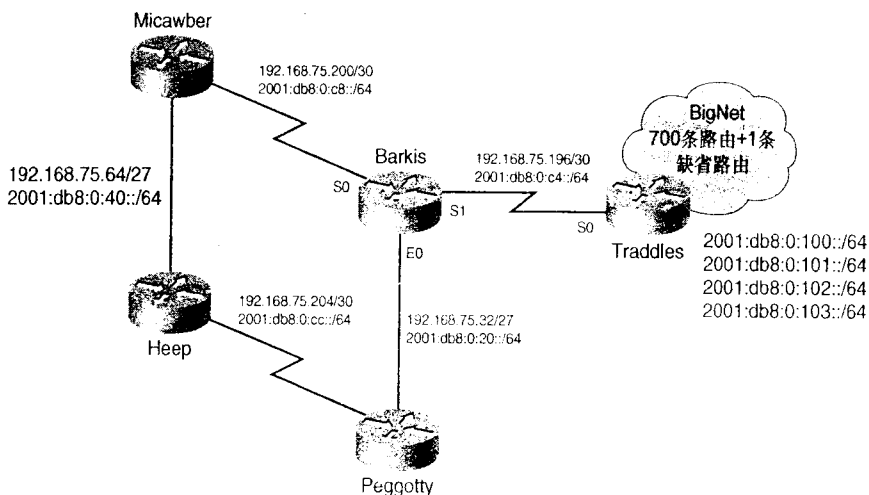 Micawber
192.168.75.200/30
2001:db8:0:c8::/64
BigNet
700条路由+1条
缺省路由
Barkis
192.168.75.196/30
2001:db8:0:c4::/64
192.168.75.64/27
2001:db8:0:40::/64
S0
S1
S0
Traddles
E0
2001:db8:0:100::/64
2001:db8:0:101::/64
2001:db8:0:102::/64
2001:db8:0:103::/64
192.168.75.204/30
2001:db8:0:cc::/64
192.168.75.32/27
2001:db8:0:20::/64
Heep
Peggotty